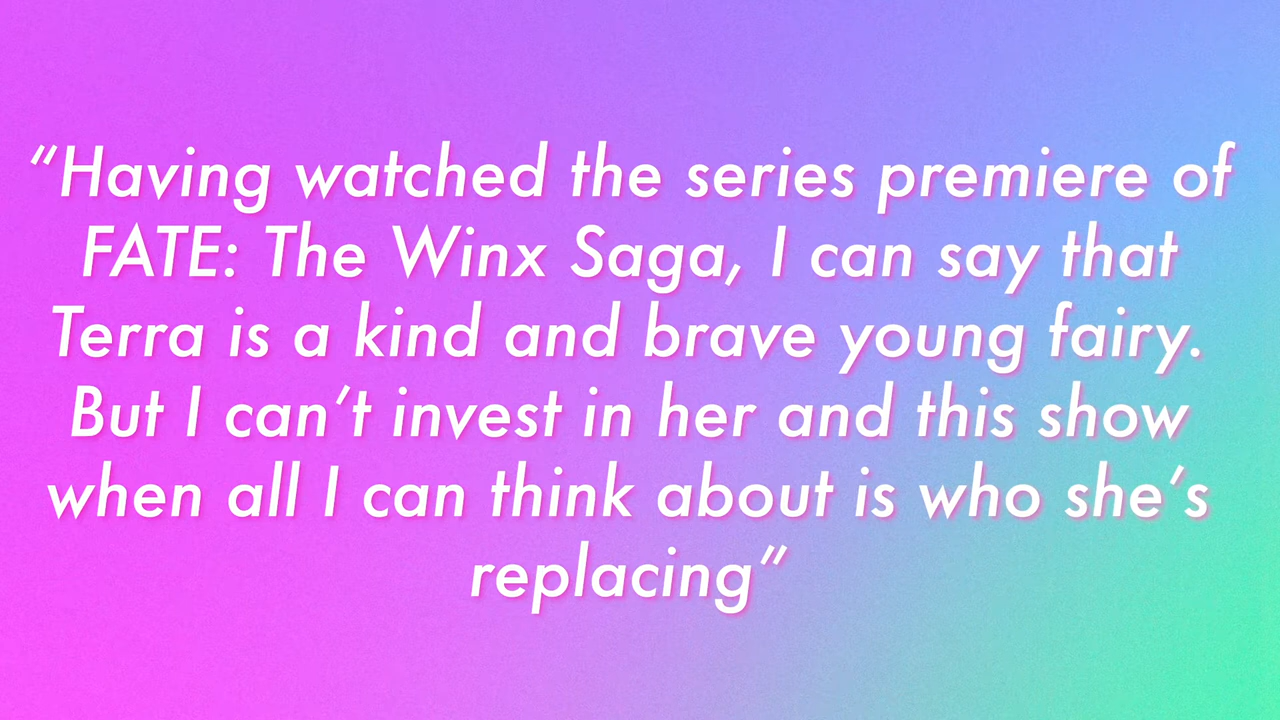 “Having watched the series premiere of
FATE: The Winx Saga, I can say that
Terra is a kind and brave young fairy.
But I can’t invest in her and this show
when all I can think about is who she’s
replacing”